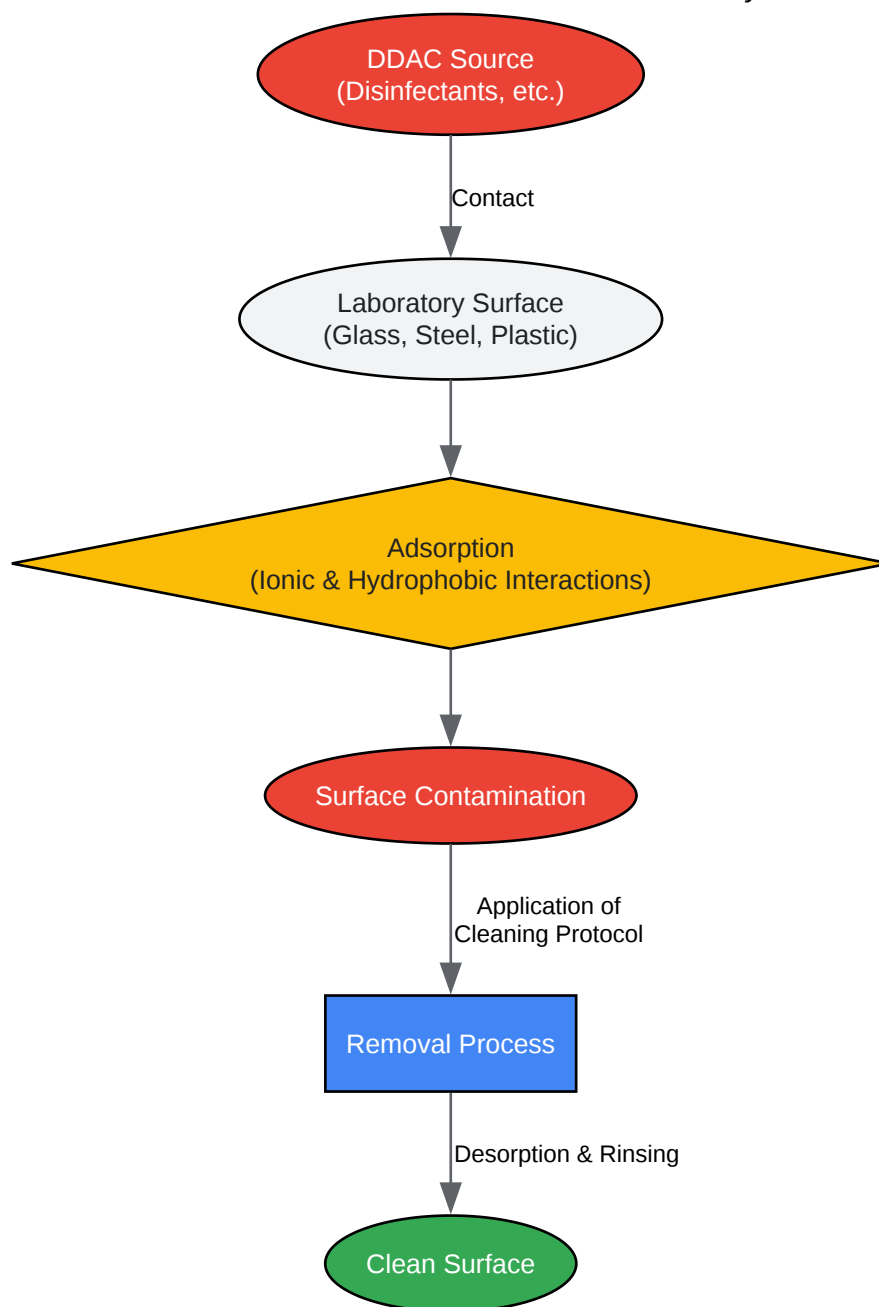 DDAC Source
(Disinfectants, etc.)
Contact
Laboratory Surface
(Glass, Steel, Plastic)
Adsorption
(Ionic & Hydrophobic Interactions)
Surface Contamination
Application of
Cleaning Protocol
Removal Process
Desorption & Rinsing
Clean Surface